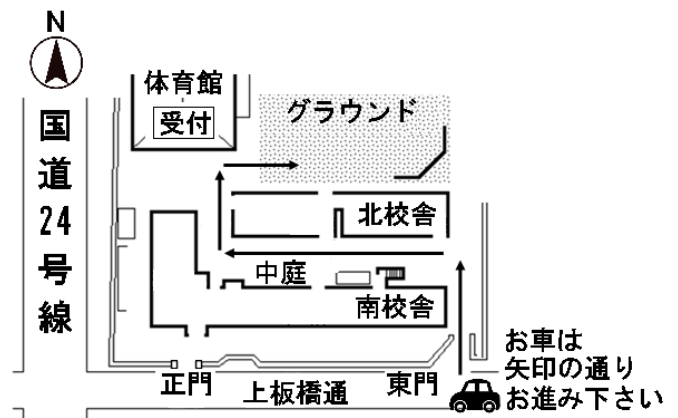 N
体育館
受付
グラウンド
国道24号線
北校舎
中庭
南校舎
お車は
矢印の通り
お進み下さい
正門
上板橋通
東門